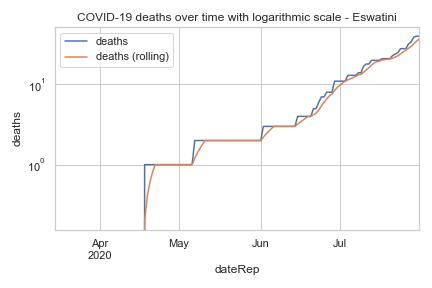 COVID-19 deaths over time with logarithmic scale - Eswatini
deaths
deaths (rolling)
10¹
10⁰
deaths
Apr
2020
May
Jun
Jul
dateRep